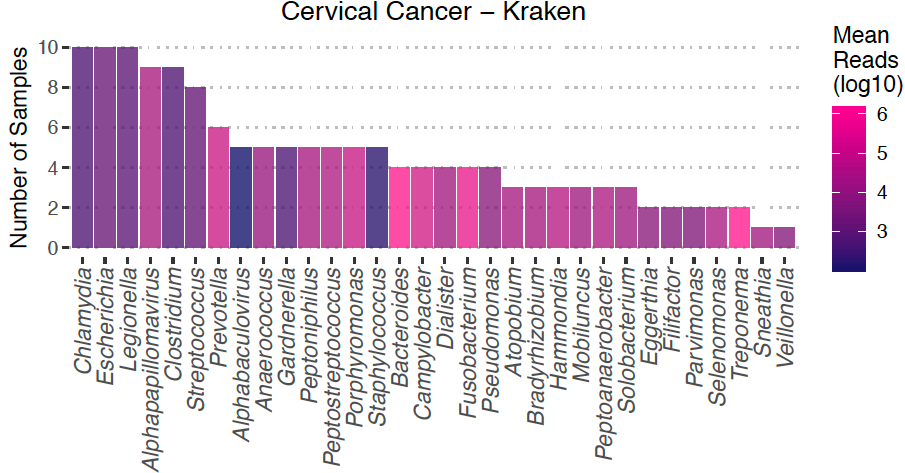 Cervical Cancer – Kraken
Number of Samples
10
8
6
4
2
0
Chlamydia
Escherichia
Legionella
Alphapapillomavirus
Clostridium
Streptococcus
Prevotella
Alphabaculovirus
Anaerococcus
Gardnerella
Peptoniphilus
Peptostreptococcus
Porphyromonas
Staphylococcus
Bacteroides
Campylobacter
Dialister
Fusobacterium
Pseudomonas
Atopobium
Bradyrhizobium
Hammondia
Mobiluncus
Peptoanaerobacter
Solobacterium
Eggerthia
Filifactor
Parvimonas
Selenomonas
Treponema
Sneathia
Veillonella
Mean
Reads
(log10)
6
5
4
3